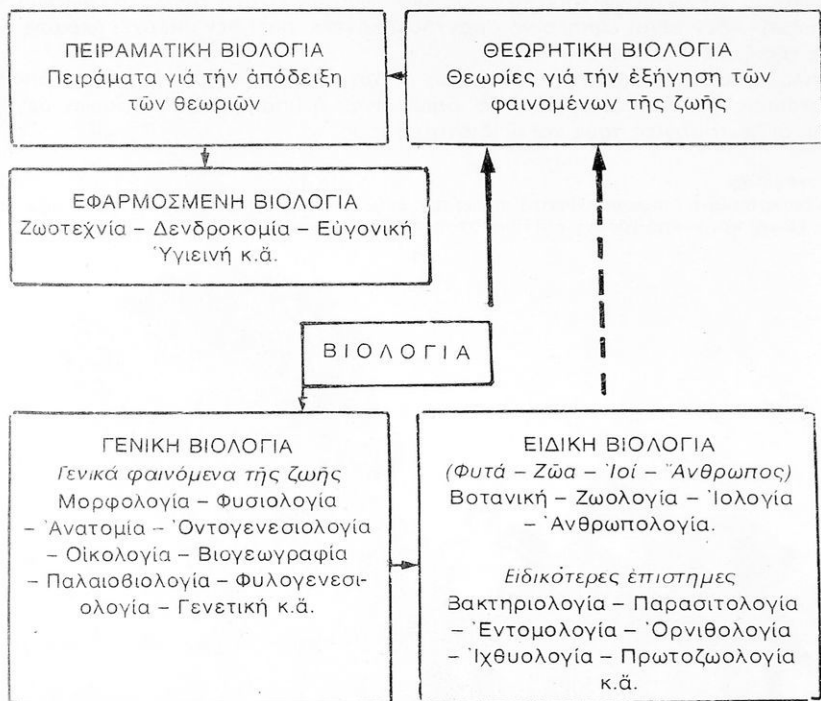 ΠΕΙΡΑΜΑΤΙΚΗ ΒΙΟΛΟΓΙΑ
Πειράματα γιά τήν ἀπόδειξη
τῶν θεωριῶν
ΘΕΩΡΗΤΙΚΗ ΒΙΟΛΟΓΙΑ
Θεωρίες γιά τήν ἐξήγηση τῶν
φαινομένων τῆς ζωῆς
ΕΦΑΡΜΟΣΜΕΝΗ ΒΙΟΛΟΓΙΑ
Ζωοτεχνία – Δενδροκομία – Εὐγονική
Ὑγιεινή κ.ἄ.
ΒΙΟΛΟΓΙΑ
ΓΕΝΙΚΗ ΒΙΟΛΟΓΙΑ
Γενικά φαινόμενα τῆς ζωῆς
Μορφολογία – Φυσιολογία
– Ἀνατομία – Ὀντογενεσιολογία
– Οἰκολογία – Βιογεωγραφία
– Παλαιοβιολογία – Φυλογενεσι-
ολογία – Γενετική κ.ἄ.
ΕΙΔΙΚΗ ΒΙΟΛΟΓΙΑ
(Φυτά – Ζῶα – Ἰοί – Ἄνθρωπος)
Βοτανική – Ζωολογία – Ἰολογία
– Ἀνθρωπολογία.
Εἰδικότερες ἐπιστημες
Βακτηριολογία – Παρασιτολογία
– Ἐντομολογία – Ὀρνιθολογία
– Ἰχθυολογία – Πρωτοζωολογία
κ.ἄ.